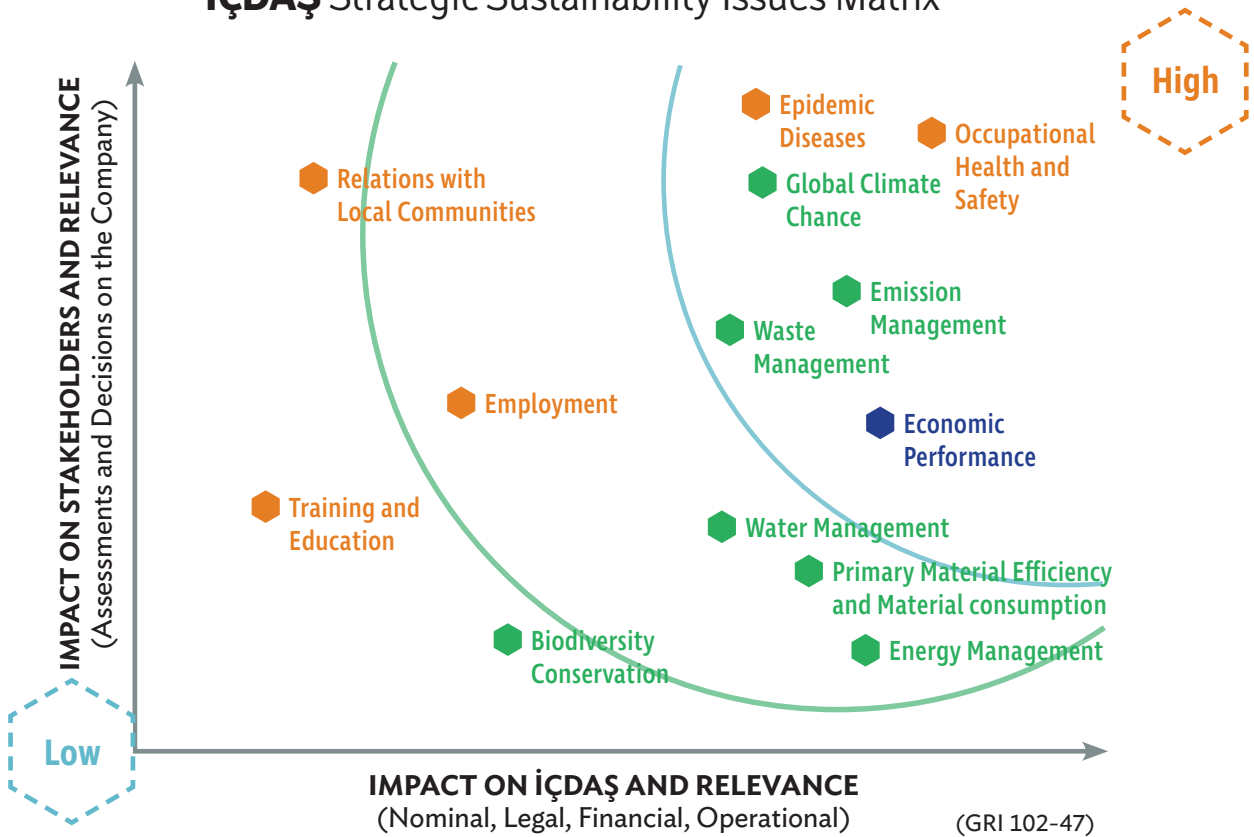 İÇDAŞ Strategic Sustainability Issues Matrix
High
IMPACT ON STAKEHOLDERS AND RELEVANCE
(Assessments and Decisions on the Company)
Epidemic
Diseases
Occupational
Health and
Safety
Relations with
Local Communities
Global Climate
Chance
Emission
Management
Waste
Management
Employment
Economic
Performance
Training and
Education
Water Management
Primary Material Efficiency
and Material consumption
Biodiversity
Conservation
Energy Management
Low
IMPACT ON İÇDAŞ AND RELEVANCE
(Nominal, Legal, Financial, Operational)
(GRI 102-47)